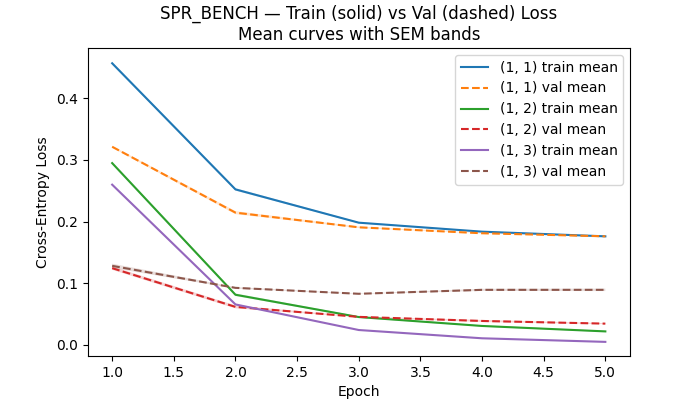 SPR_BENCH — Train (solid) vs Val (dashed) Loss
Mean curves with SEM bands
Cross-Entropy Loss
0.4
0.3
0.2
0.1
0.0
(1, 1) train mean
(1, 1) val mean
(1, 2) train mean
(1, 2) val mean
(1, 3) train mean
(1, 3) val mean
1.0 1.5 2.0 2.5 3.0 3.5 4.0 4.5 5.0
Epoch